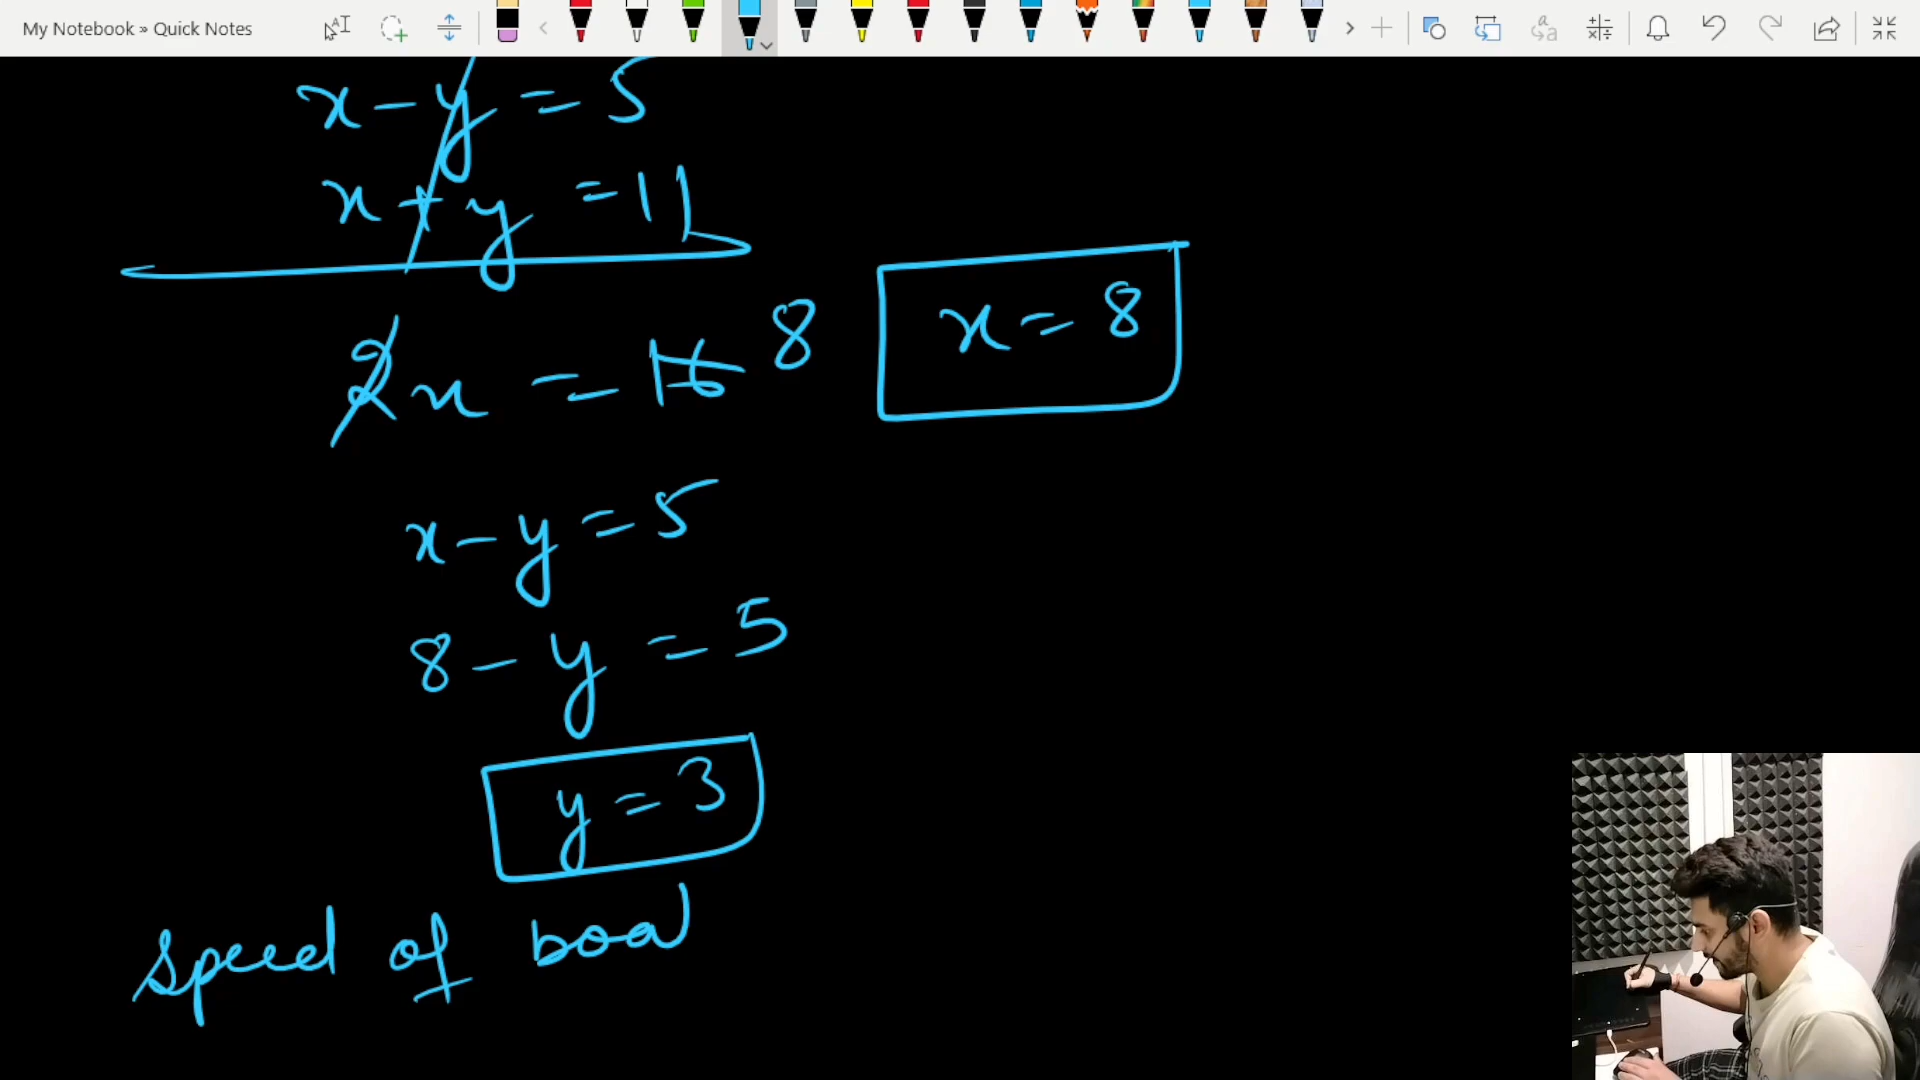 My Notebook » Quick Notes
x - y = 5
x + y = 11
2x = 16 8
x = 8
x - y = 5
8 - y = 5
y = 3
Speed of boa